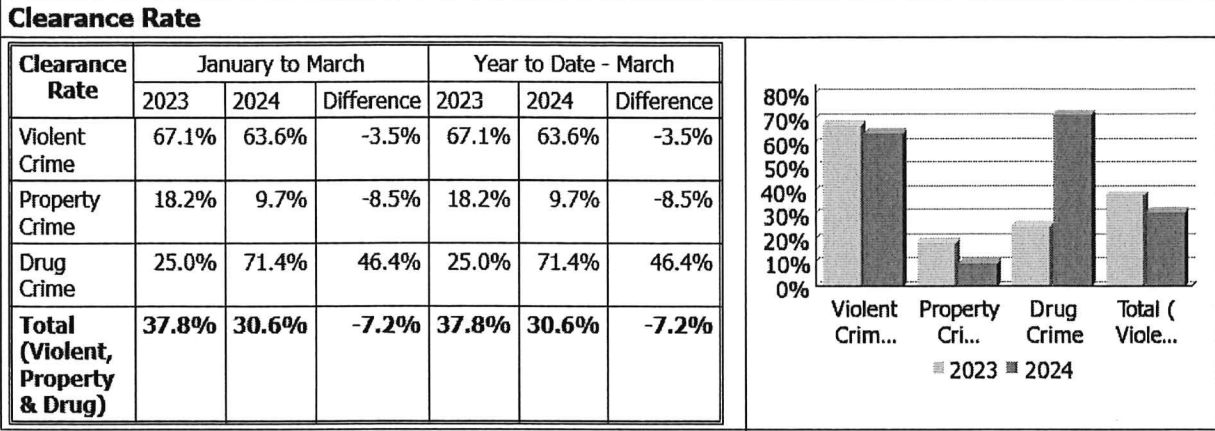 Clearance Rate
Clearance Rate January to March Year to Date - March
2023 2024 Difference 2023 2024 Difference
Violent Crime 67.1% 63.6% -3.5% 67.1% 63.6% -3.5%
Property Crime 18.2% 9.7% -8.5% 18.2% 9.7% -8.5%
Drug Crime 25.0% 71.4% 46.4% 25.0% 71.4% 46.4%
Total (Violent, Property & Drug) 37.8% 30.6% -7.2% 37.8% 30.6% -7.2%
80%
70%
60%
50%
40%
30%
20%
10%
0%
Violent Crim... Property Cri... Drug Crime Total ( Viole...
2023 2024